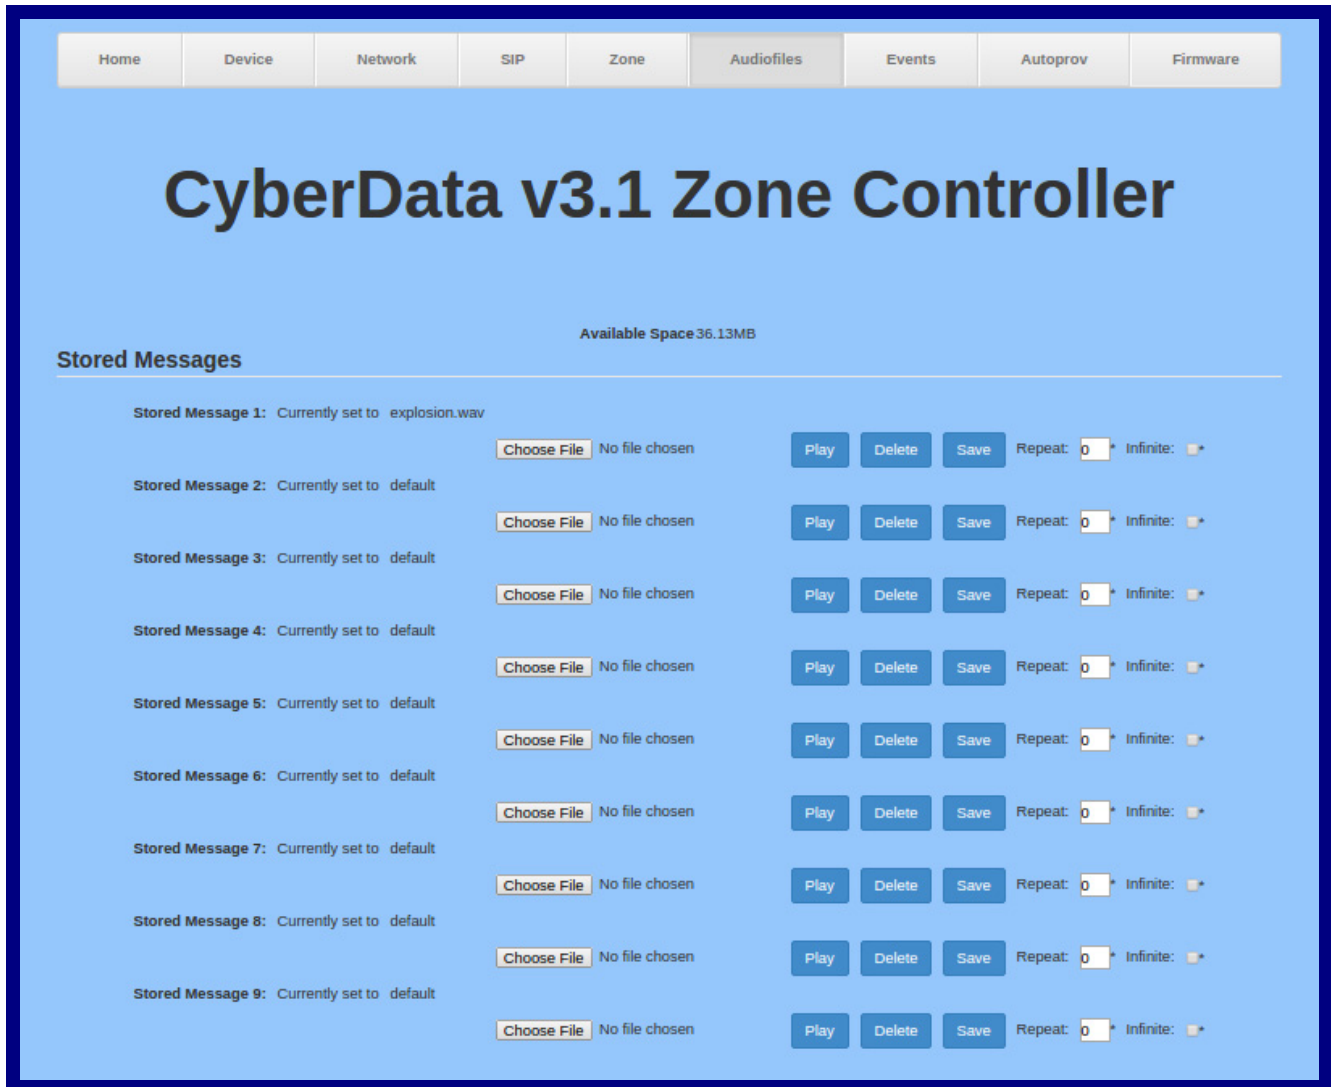 Home Device Network SIP Zone Audiofiles Events Autoprov Firmware
CyberData v3.1 Zone Controller
Available Space 36.13MB
Stored Messages
Stored Message 1: Currently set to explosion.wav
Choose File No file chosen Play Delete Save Repeat: 0 * Infinite: *
Stored Message 2: Currently set to default
Choose File No file chosen Play Delete Save Repeat: 0 * Infinite: *
Stored Message 3: Currently set to default
Choose File No file chosen Play Delete Save Repeat: 0 * Infinite: *
Stored Message 4: Currently set to default
Choose File No file chosen Play Delete Save Repeat: 0 * Infinite: *
Stored Message 5: Currently set to default
Choose File No file chosen Play Delete Save Repeat: 0 * Infinite: *
Stored Message 6: Currently set to default
Choose File No file chosen Play Delete Save Repeat: 0 * Infinite: *
Stored Message 7: Currently set to default
Choose File No file chosen Play Delete Save Repeat: 0 * Infinite: *
Stored Message 8: Currently set to default
Choose File No file chosen Play Delete Save Repeat: 0 * Infinite: *
Stored Message 9: Currently set to default
Choose File No file chosen Play Delete Save Repeat: 0 * Infinite: *